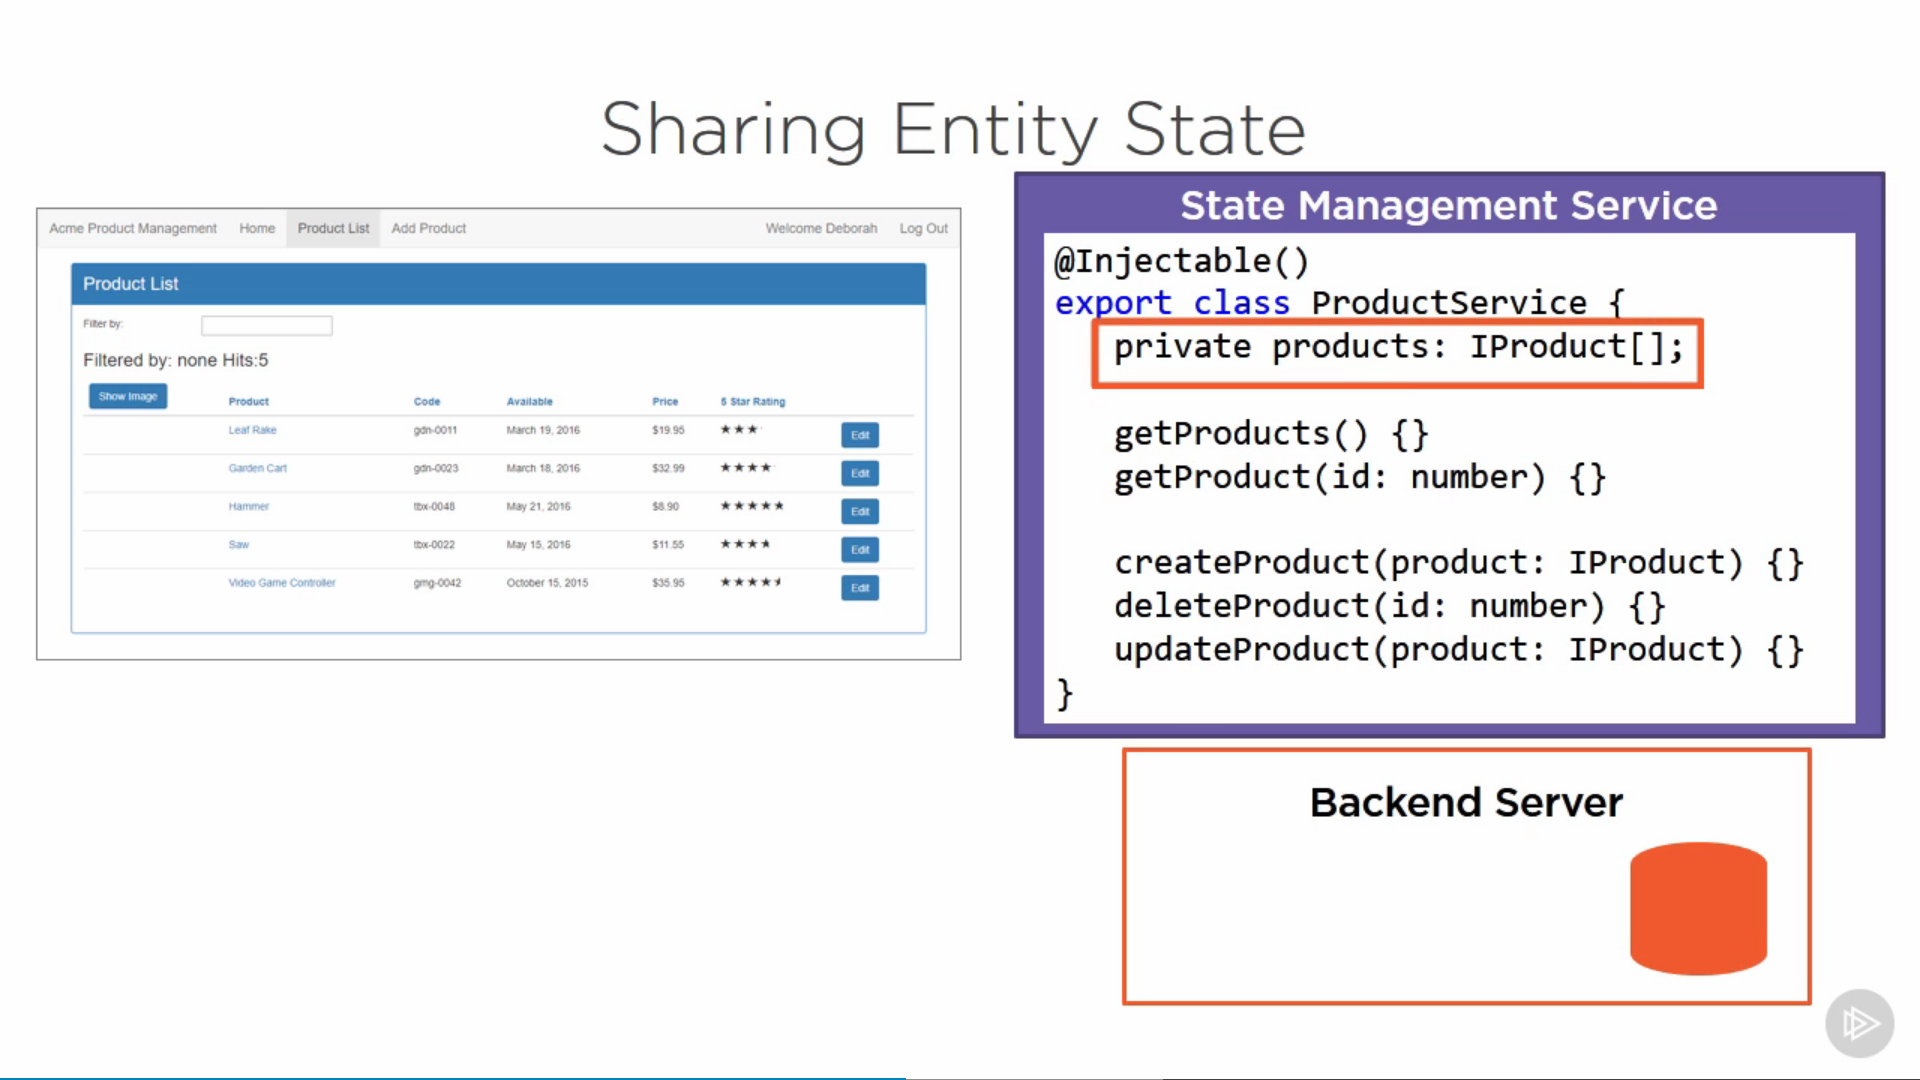 Sharing Entity State
Acme Product Management Home Product List Add Product Welcome Deborah Log Out
Product List
Filter by:
Filtered by: none Hits:5
Show Image Product Code Available Price 5 Star Rating
Leaf Rake gdn-0011 March 19, 2016 $19.95 Edit
Garden Cart gdn-0023 March 18, 2016 $32.99 Edit
Hammer tbx-0048 May 21, 2016 $8.90 Edit
Saw tbx-0022 May 15, 2016 $11.55 Edit
Video Game Controller gmg-0042 October 15, 2015 $35.95 Edit
State Management Service
@Injectable()
export class ProductService {
private products: IProduct[];
getProducts() {}
getProduct(id: number) {}
createProduct(product: IProduct) {}
deleteProduct(id: number) {}
updateProduct(product: IProduct) {}
}
Backend Server